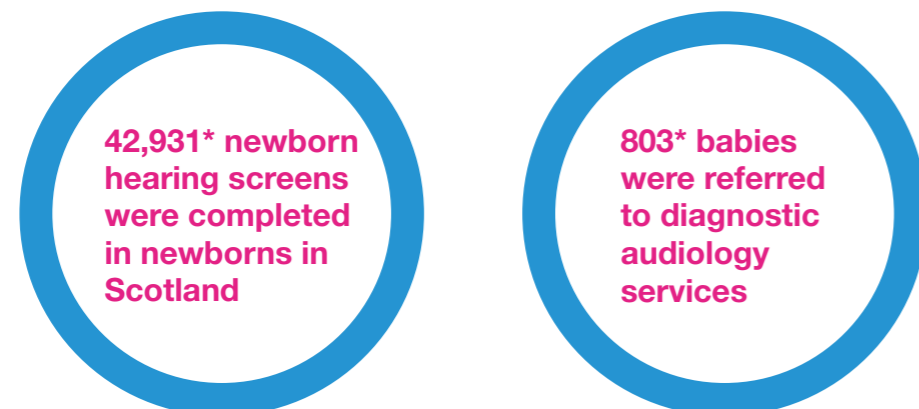 42,931* newborn
hearing screens
were completed
in newborns in
Scotland
803* babies
were referred
to diagnostic
audiology
services